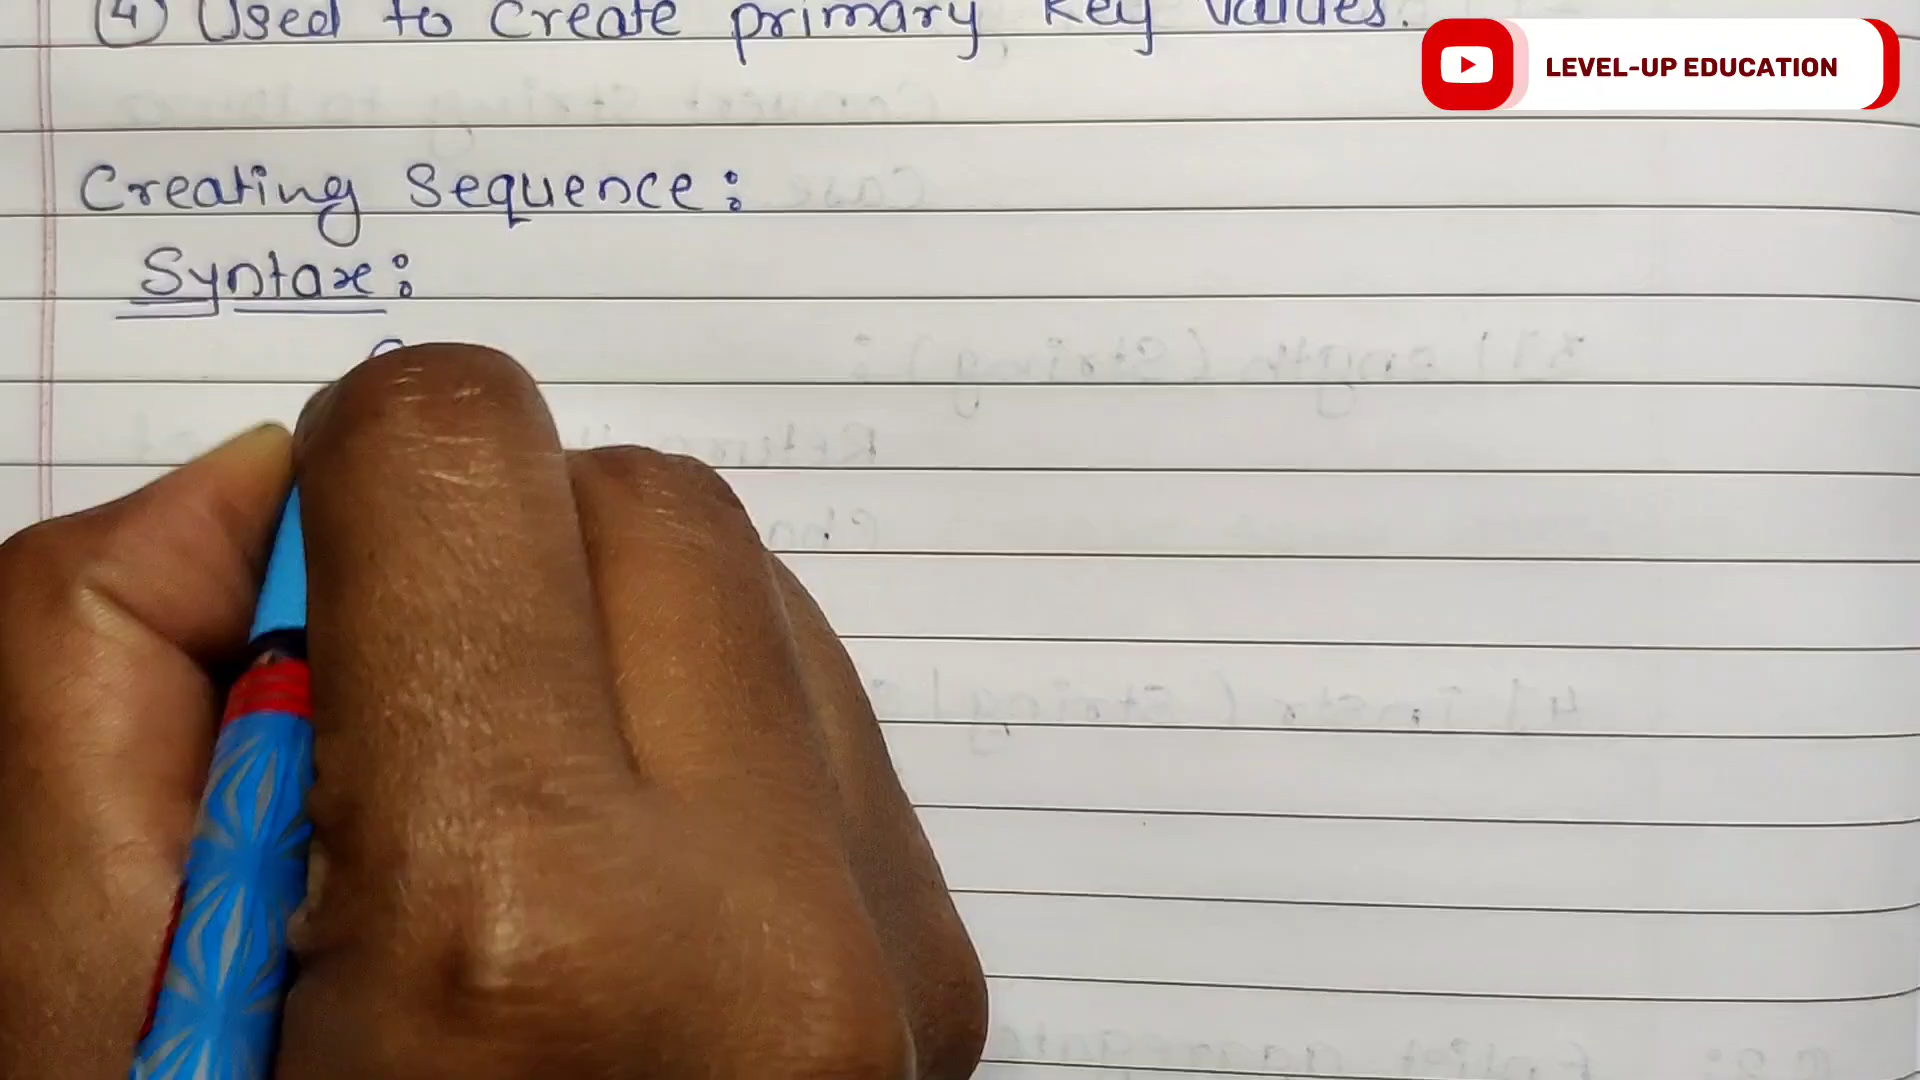 ④ Used to Create primary Key Values.
LEVEL-UP EDUCATION
Creating Sequence:
Syntax: